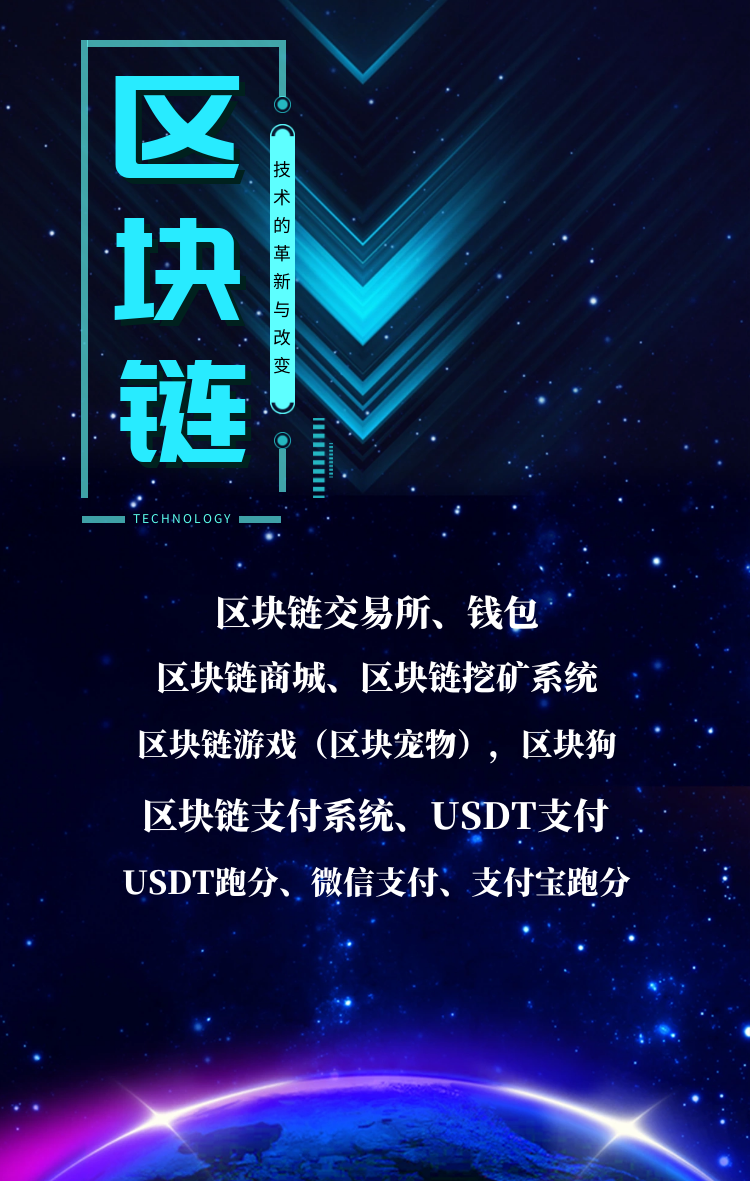 区块链
技术的革新与改变
TECHNOLOGY
区块链交易所、钱包
区块链商城、区块链挖矿系统
区块链游戏（区块宠物），区块狗
区块链支付系统、USDT支付
USDT跑分、微信支付、支付宝跑分